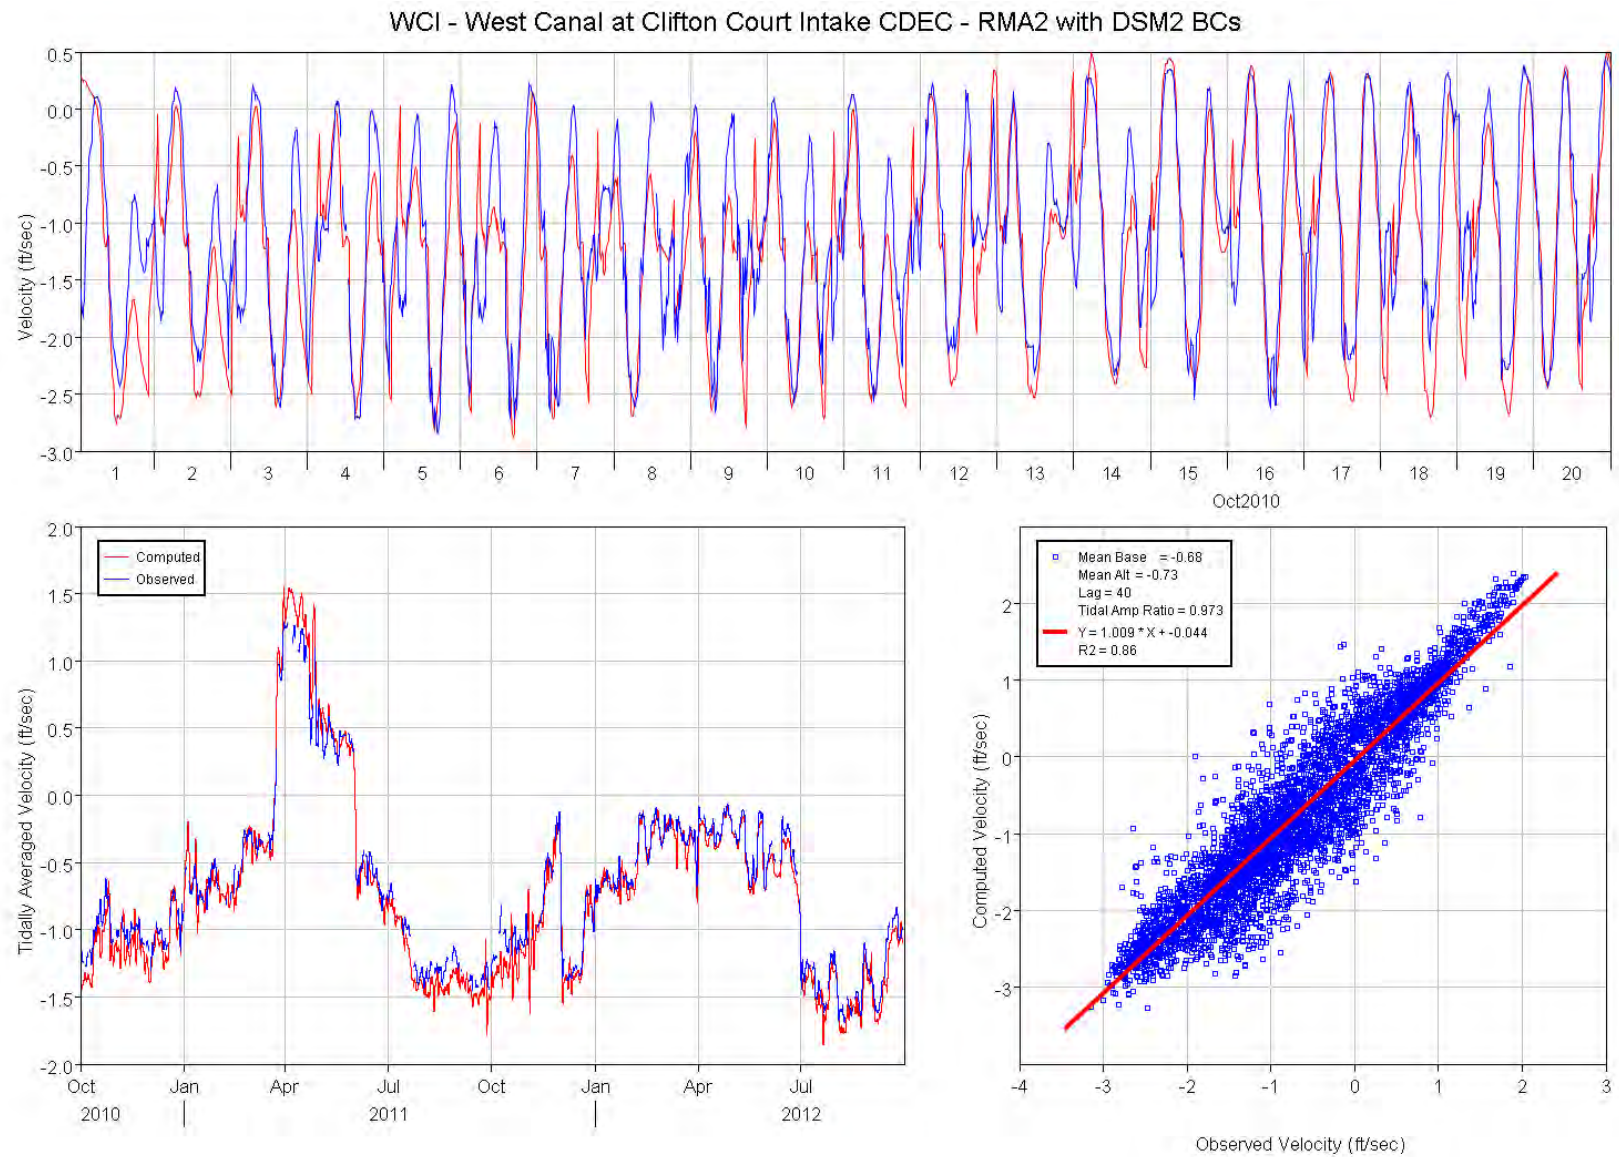 WCI - West Canal at Clifton Court Intake CDEC - RMA2 with DSM2 BCs
0.5
0.0
-0.5
-1.0
-1.5
-2.0
-2.5
-3.0
Velocity (ft/sec)
1 2 3 4 5 6 7 8 9 10 11 12 13 14 15 16 17 18 19 20
Oct2010
2.0
1.5
1.0
0.5
0.0
-0.5
-1.0
-1.5
-2.0
Tidally Averaged Velocity (ft/sec)
Computed
Observed
Oct Jan Apr Jul Oct Jan Apr Jul
2010 2011 2012
Mean Base = -0.68
Mean Alt = -0.73
Lag = 40
Tidal Amp Ratio = 0.973
Y = 1.009 * X + -0.044
R2 = 0.86
2
1
0
-1
-2
-3
Computed Velocity (ft/sec)
-4 -3 -2 -1 0 1 2 3
Observed Velocity (ft/sec)